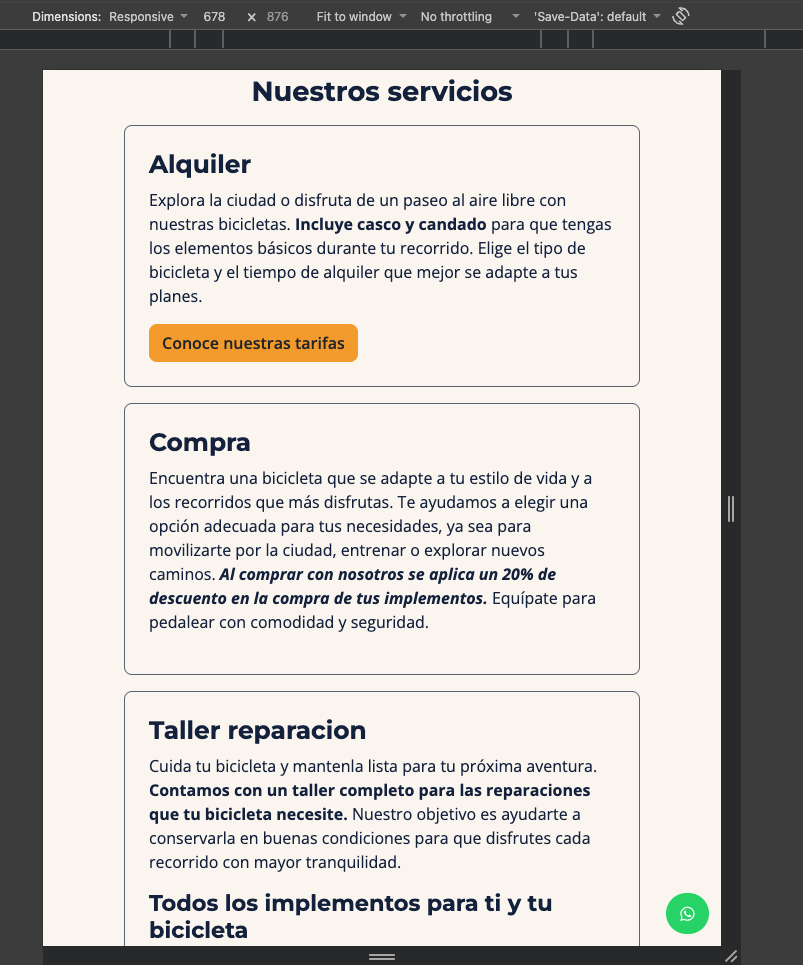 Dimensions: Responsive 678 × 876 Fit to window No throttling 'Save-Data': default
Nuestros servicios
Alquiler
Explora la ciudad o disfruta de un paseo al aire libre con
nuestras bicicletas. Incluye casco y candado para que tengas
los elementos básicos durante tu recorrido. Elige el tipo de
bicicleta y el tiempo de alquiler que mejor se adapte a tus
planes.
Conoce nuestras tarifas
Compra
Encuentra una bicicleta que se adapte a tu estilo de vida y a
los recorridos que más disfrutas. Te ayudamos a elegir una
opción adecuada para tus necesidades, ya sea para
movilizarte por la ciudad, entrenar o explorar nuevos
caminos. Al comprar con nosotros se aplica un 20% de
descuento en la compra de tus implementos. Equípate para
pedalear con comodidad y seguridad.
Taller reparacion
Cuida tu bicicleta y mantenla lista para tu próxima aventura.
Contamos con un taller completo para las reparaciones
que tu bicicleta necesite. Nuestro objetivo es ayudarte a
conservarla en buenas condiciones para que disfrutes cada
recorrido con mayor tranquilidad.
Todos los implementos para ti y tu
bicicleta